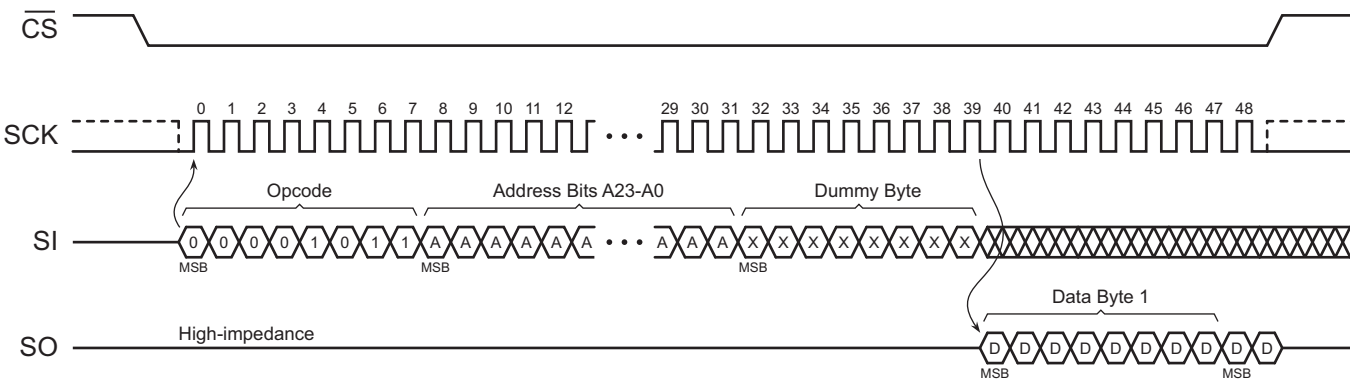 CS
0 1 2 3 4 5 6 7 8 9 10 11 12 29 30 31 32 33 34 35 36 37 38 39 40 41 42 43 44 45 46 47 48
SCK • • •
Opcode Address Bits A23-A0 Dummy Byte
SI 0 0 0 0 1 0 1 1 A A A A A A • • • A A A X X X X X X X X
MSB MSB MSB
Data Byte 1
High-impedance
SO D D D D D D D D D D
MSB MSB